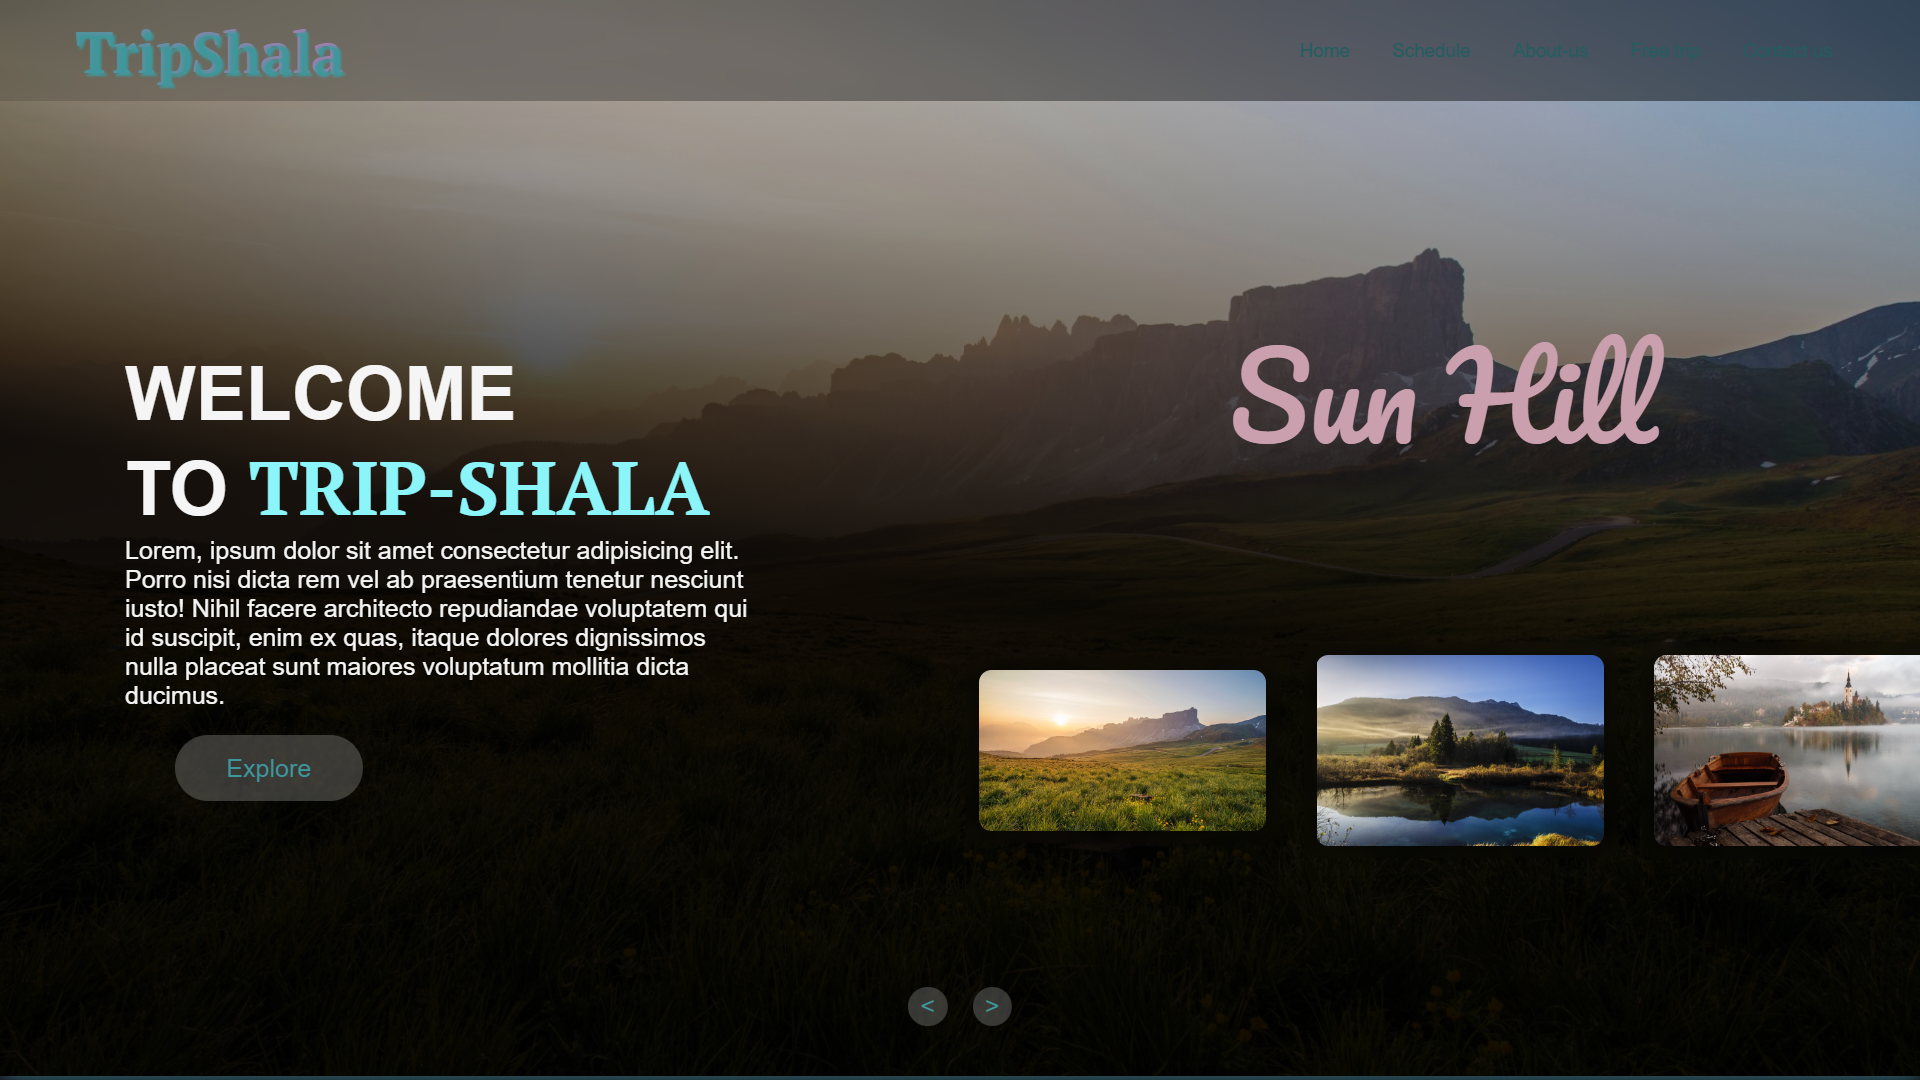 TripShala
Home Schedule About-us Free trip Contact us
WELCOME
TO TRIP-SHALA
Lorem, ipsum dolor sit amet consectetur adipisicing elit.
Porro nisi dicta rem vel ab praesentium tenetur nesciunt
iusto! Nihil facere architecto repudiandae voluptatem qui
id suscipit, enim ex quas, itaque dolores dignissimos
nulla placeat sunt maiores voluptatum mollitia dicta
ducimus.
Explore
Sun Hill
< >